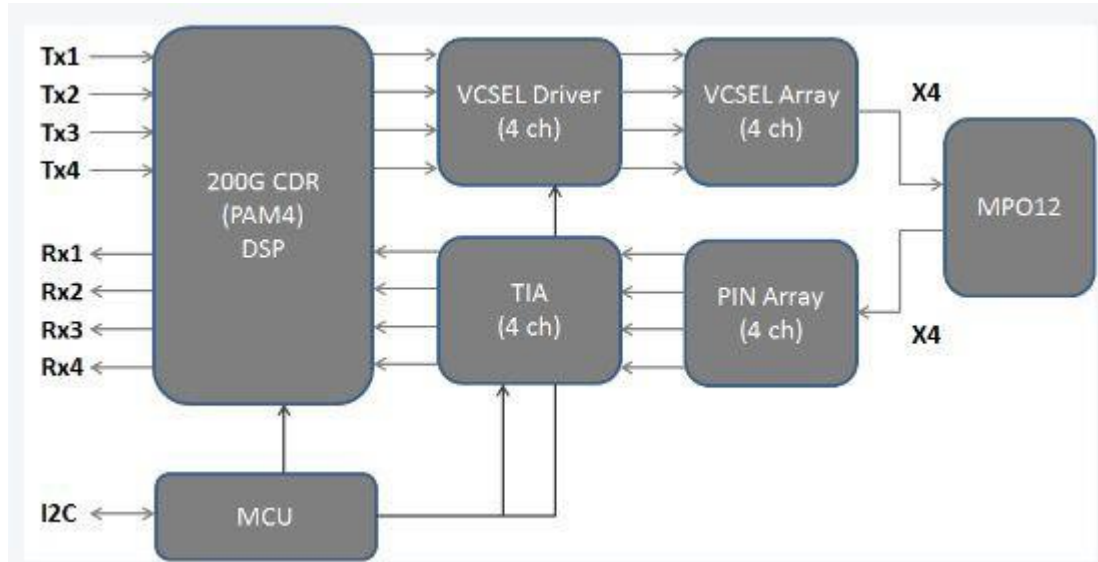 Tx1
Tx2
Tx3
Tx4
Rx1
Rx2
Rx3
Rx4
I2C
200G CDR
(PAM4)
DSP
VCSEL Driver
(4 ch)
VCSEL Array
(4 ch)
X4
MPO12
TIA
(4 ch)
PIN Array
(4 ch)
X4
MCU